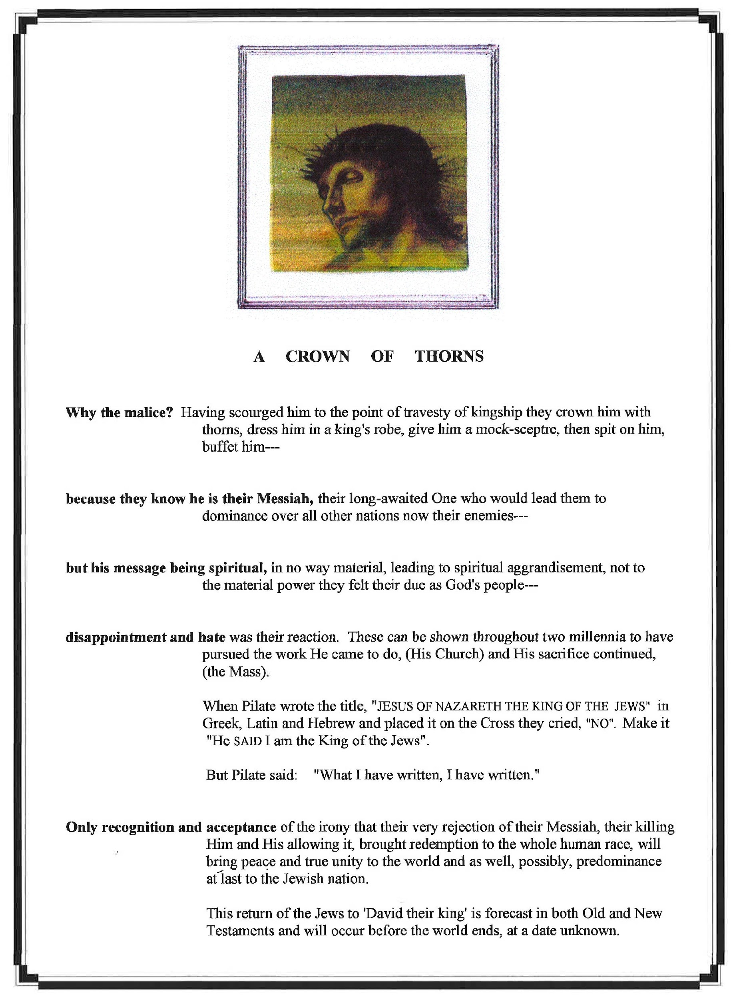 A CROWN OF THORNS
Why the malice? Having scourged him to the point of travesty of kingship they crown him with
thorns, dress him in a king's robe, give him a mock-sceptre, then spit on him,
buffet him---
because they know he is their Messiah, their long-awaited One who would lead them to
dominance over all other nations now their enemies---
but his message being spiritual, in no way material, leading to spiritual aggrandisement, not to
the material power they felt their due as God's people---
disappointment and hate was their reaction. These can be shown throughout two millennia to have
pursued the work He came to do, (His Church) and His sacrifice continued,
(the Mass).
When Pilate wrote the title, "JESUS OF NAZARETH THE KING OF THE JEWS" in
Greek, Latin and Hebrew and placed it on the Cross they cried, "NO". Make it
"He SAID I am the King of the Jews".
But Pilate said: "What I have written, I have written."
Only recognition and acceptance of the irony that their very rejection of their Messiah, their killing
Him and His allowing it, brought redemption to the whole human race, will
bring peace and true unity to the world and as well, possibly, predominance
at last to the Jewish nation.
This return of the Jews to 'David their king' is forecast in both Old and New
Testaments and will occur before the world ends, at a date unknown.